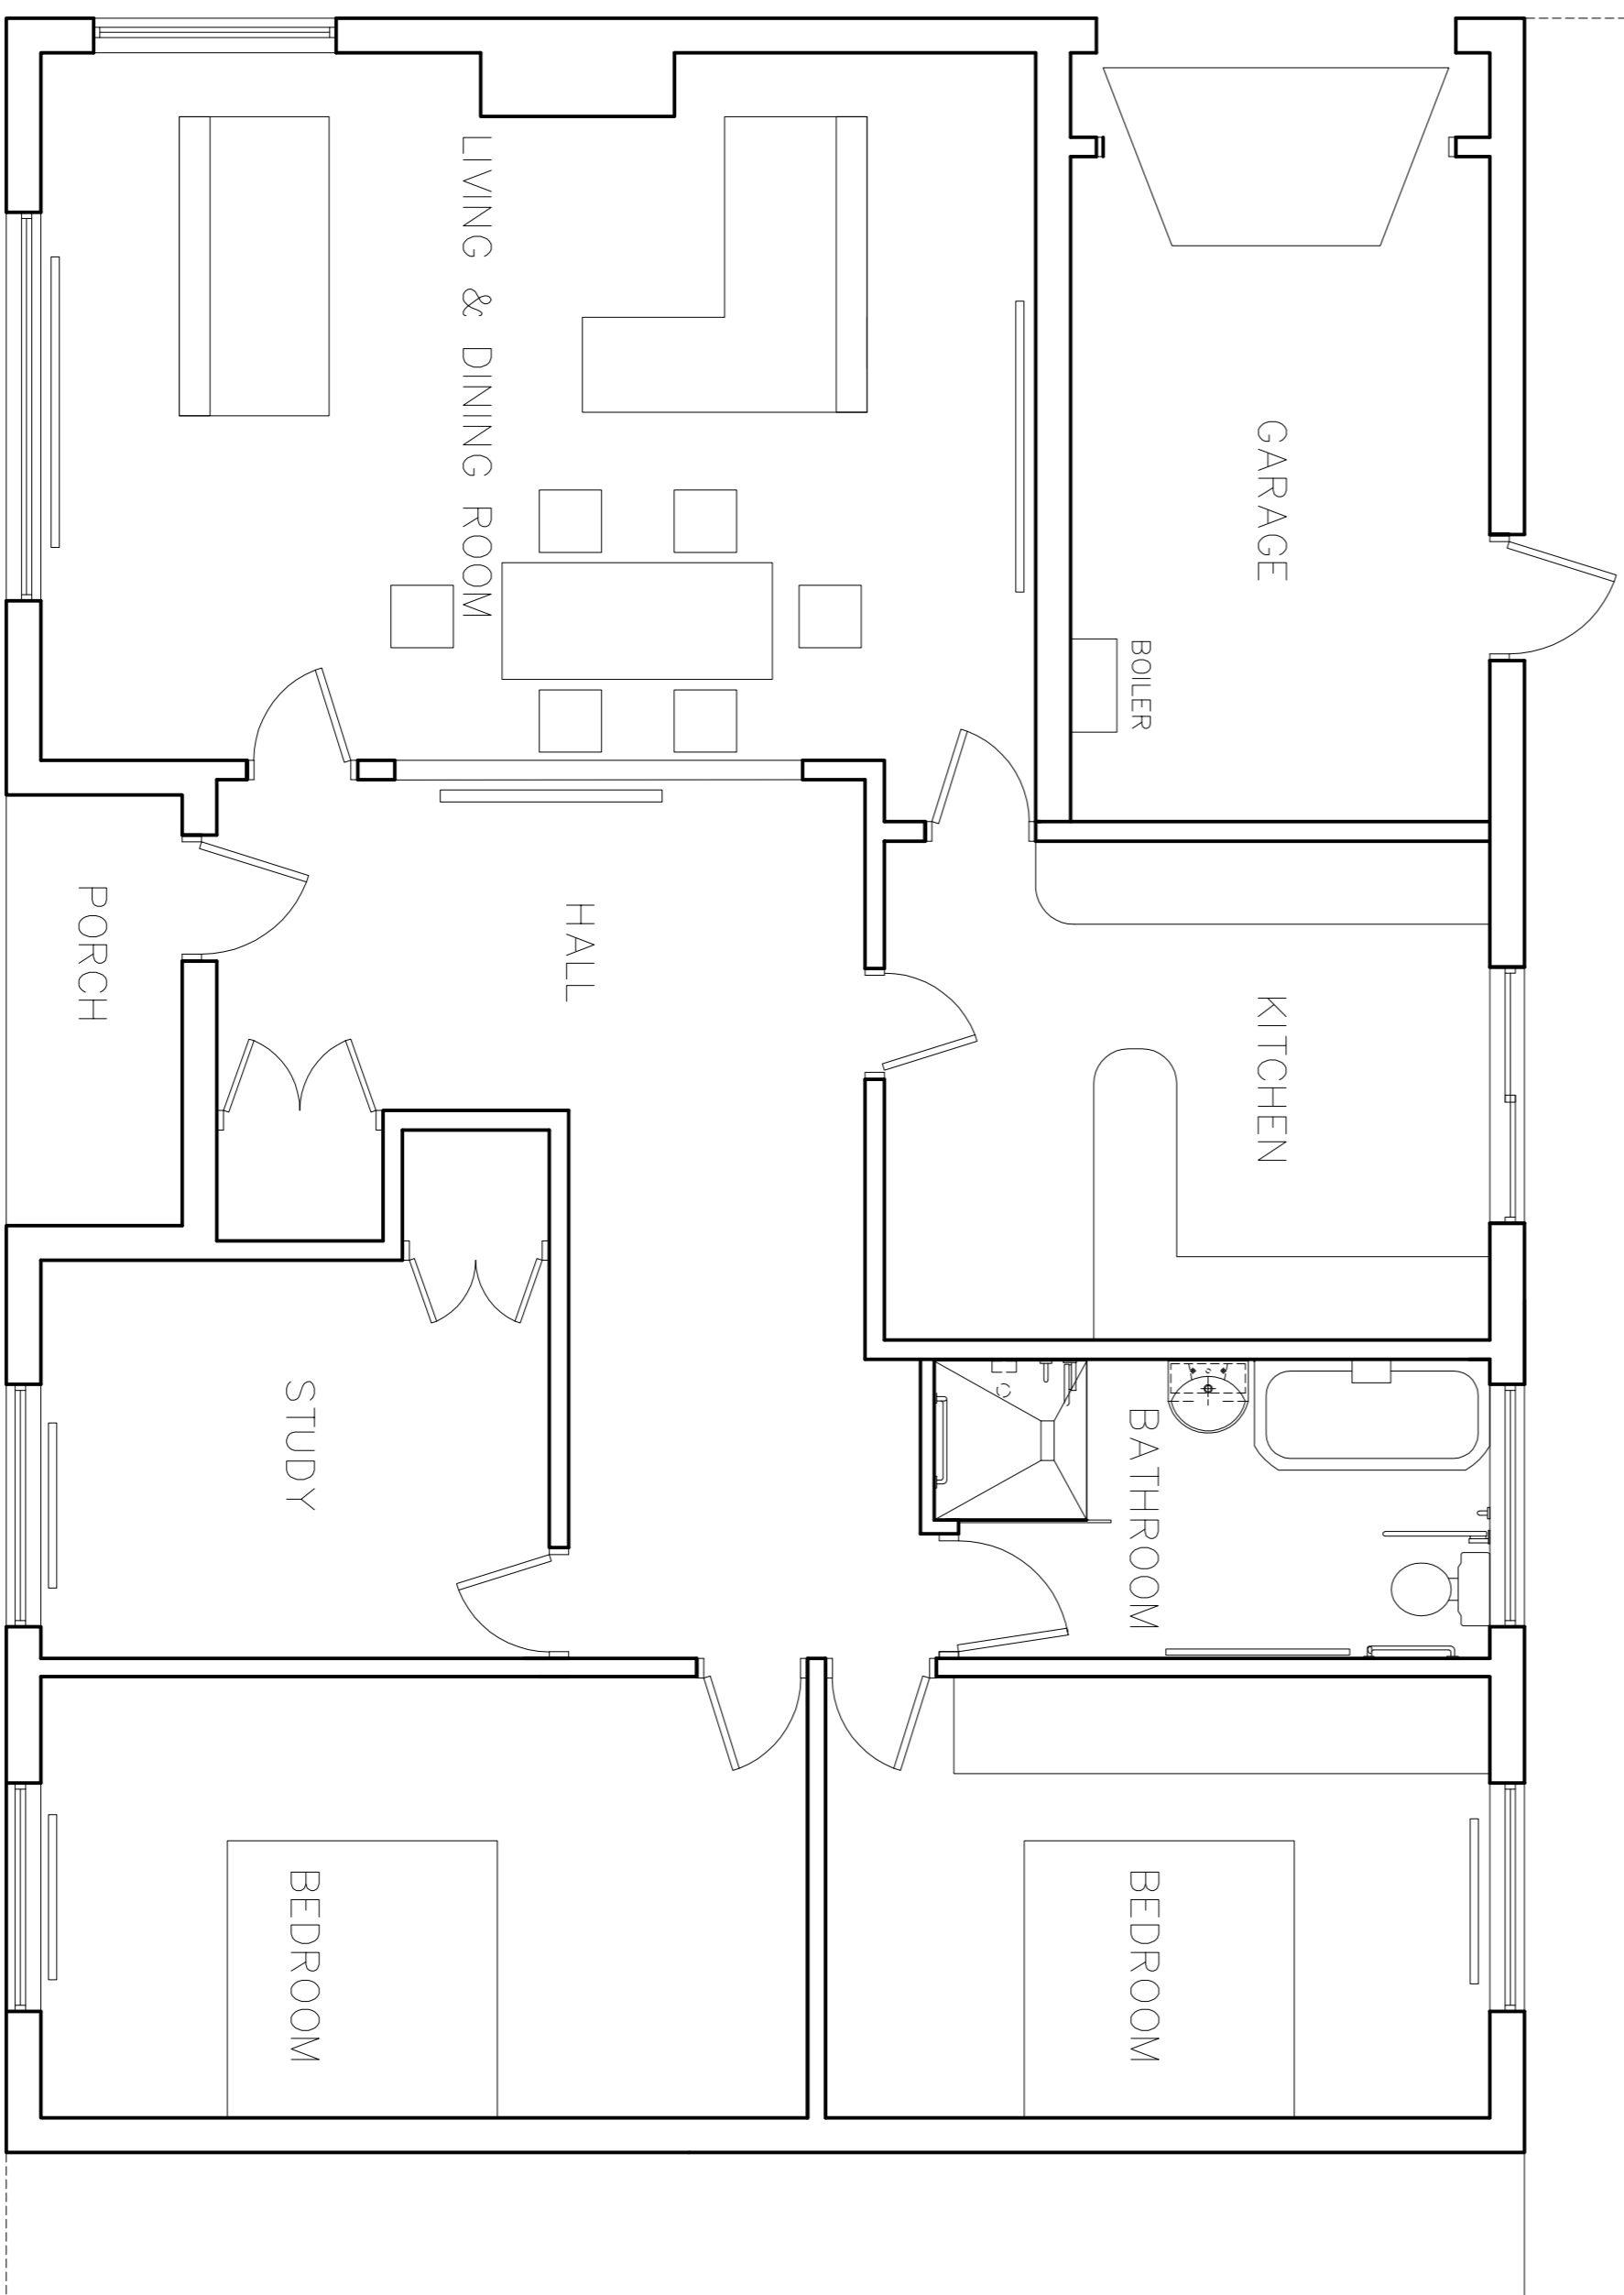 LIVING & DINING ROOM
GARAGE
BOILER
PORCH
HALL
KITCHEN
STUDY
BATHROOM
BEDROOM
BEDROOM